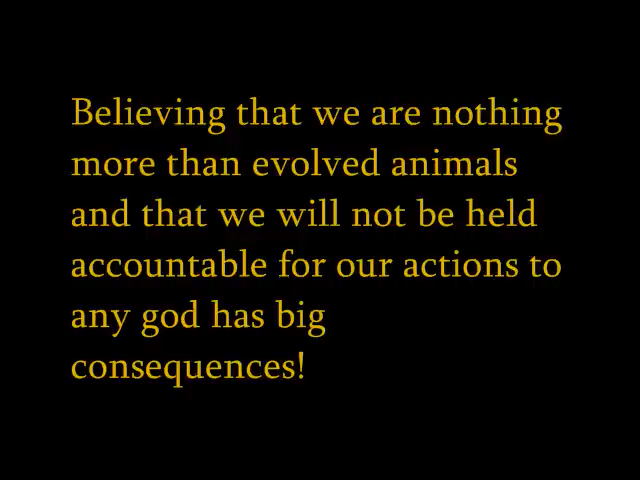 Believing that we are nothing
more than evolved animals
and that we will not be held
accountable for our actions to
any god has big
consequences!